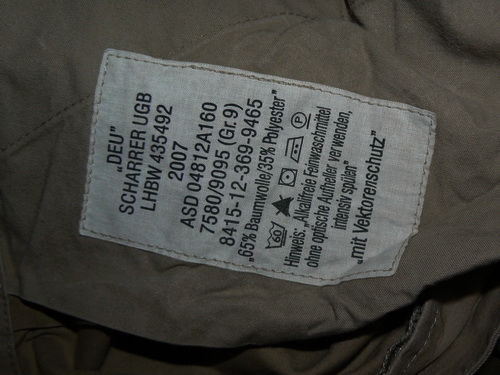 „DEU"
SCHARRER UGB
LHBW 435492
2007
ASD 04812A160
7580/9095 (Gr. 9)
8415-12-369-9465
„65% Baumwolle/35% Polyester"
60 P
Hinweis: „Alkalifreie Feinwaschmittel
ohne optische Aufheller verwenden,
intensiv spülen"
„mit Vektorenschutz"